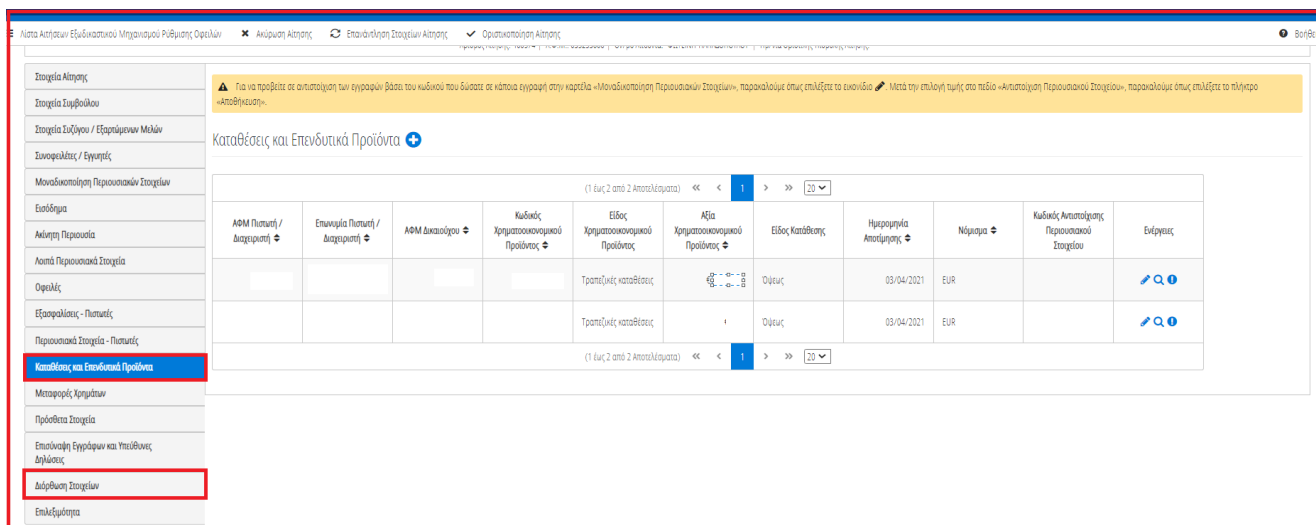 Λίστα Αιτήσεων Εξωδικαστικού Μηχανισμού Ρύθμισης Οφειλών ✖ Ακύρωση Αίτησης Επανάντληση Στοιχείων Αίτησης ✓ Οριστικοποίηση Αίτησης Βοήθε
Στοιχεία Αίτησης
Στοιχεία Συμβούλου
Στοιχεία Συζύγου / Εξαρτώμενων Μελών
Συνοφειλέτες / Εγγυητές
Μοναδικοποίηση Περιουσιακών Στοιχείων
Εισόδημα
Ακίνητη Περιουσία
Λοιπά Περιουσιακά Στοιχεία
Οφειλές
Εξασφαλίσεις - Πιστωτές
Περιουσιακά Στοιχεία - Πιστωτές
Καταθέσεις και Επενδυτικά Προϊόντα
Μεταφορές Χρημάτων
Πρόσθετα Στοιχεία
Επισύναψη Εγγράφων και Υπεύθυνες
Δηλώσεις
Διόρθωση Στοιχείων
Επιλεξιμότητα
Για να προβείτε σε αντιστοίχιση των εγγραφών βάσει του κωδικού που δώσατε σε κάποια εγγραφή στην καρτέλα «Μοναδικοποίηση Περιουσιακών Στοιχείων», παρακαλούμε όπως επιλέξετε το εικονίδιο . Μετά την επιλογή τιμής στο πεδίο «Αντιστοίχιση Περιουσιακού Στοιχείου», παρακαλούμε όπως επιλέξετε το πλήκτρο
«Αποθήκευση».
Καταθέσεις και Επενδυτικά Προϊόντα
(1 έως 2 από 2 Αποτελέσματα) « ‹ 1 › » 20
ΑΦΜ Πιστωτή /
Διαχειριστή
Επωνυμία Πιστωτή /
Διαχειριστή
ΑΦΜ Δικαιούχου
Κωδικός
Χρηματοοικονομικού
Προϊόντος
Είδος
Χρηματοοικονομικού
Προϊόντος
Αξία
Χρηματοοικονομικού
Προϊόντος
Είδος Κατάθεσης
Ημερομηνία
Αποτίμησης
Νόμισμα
Κωδικός Αντιστοίχισης
Περιουσιακού
Στοιχείου
Ενέργειες
Τραπεζικές καταθέσεις Όψεως 03/04/2021 EUR
Τραπεζικές καταθέσεις Όψεως 03/04/2021 EUR
(1 έως 2 από 2 Αποτελέσματα) « ‹ 1 › » 20